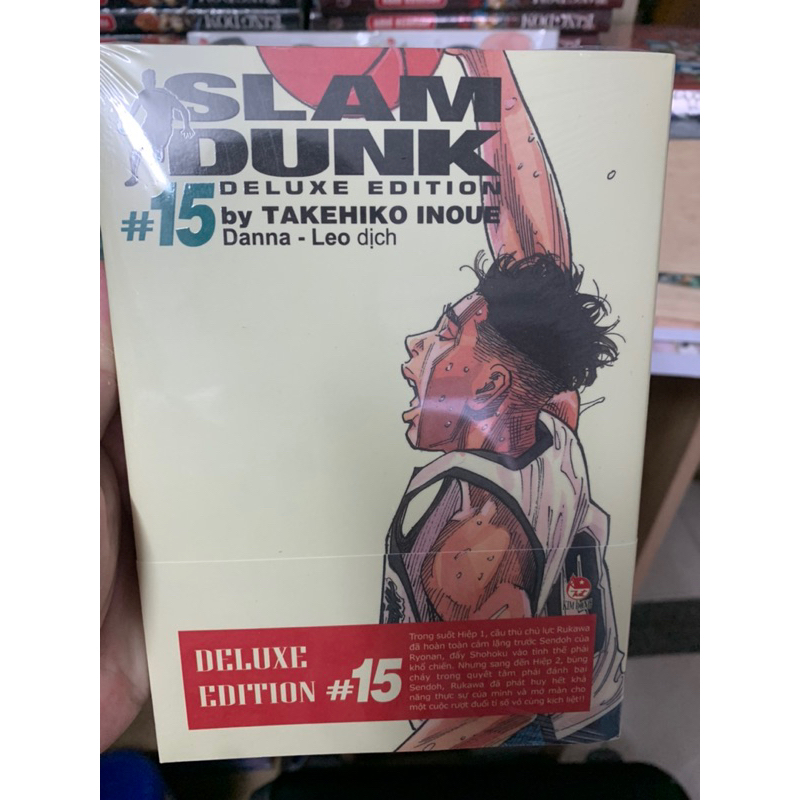 SLAM
DUNK
DELUXE EDITION
#15 by TAKEHIKO INOUE
Danna - Leo dịch
KIM ĐỒNG
DELUXE
EDITION #15
Trong suốt Hiệp 1, cầu thủ chủ lực Rukawa
đã hoàn toàn câm lặng trước Sendoh của
Ryonan, đẩy Shohoku vào tình thế phải
khổ chiến. Nhưng sang đến Hiệp 2, bùng
cháy trong quyết tâm phải đánh bại
Sendoh, Rukawa đã phát huy hết khả
năng thực sự của mình và mở màn cho
một cuộc rượt đuổi tỉ số vô cùng kịch liệt!!